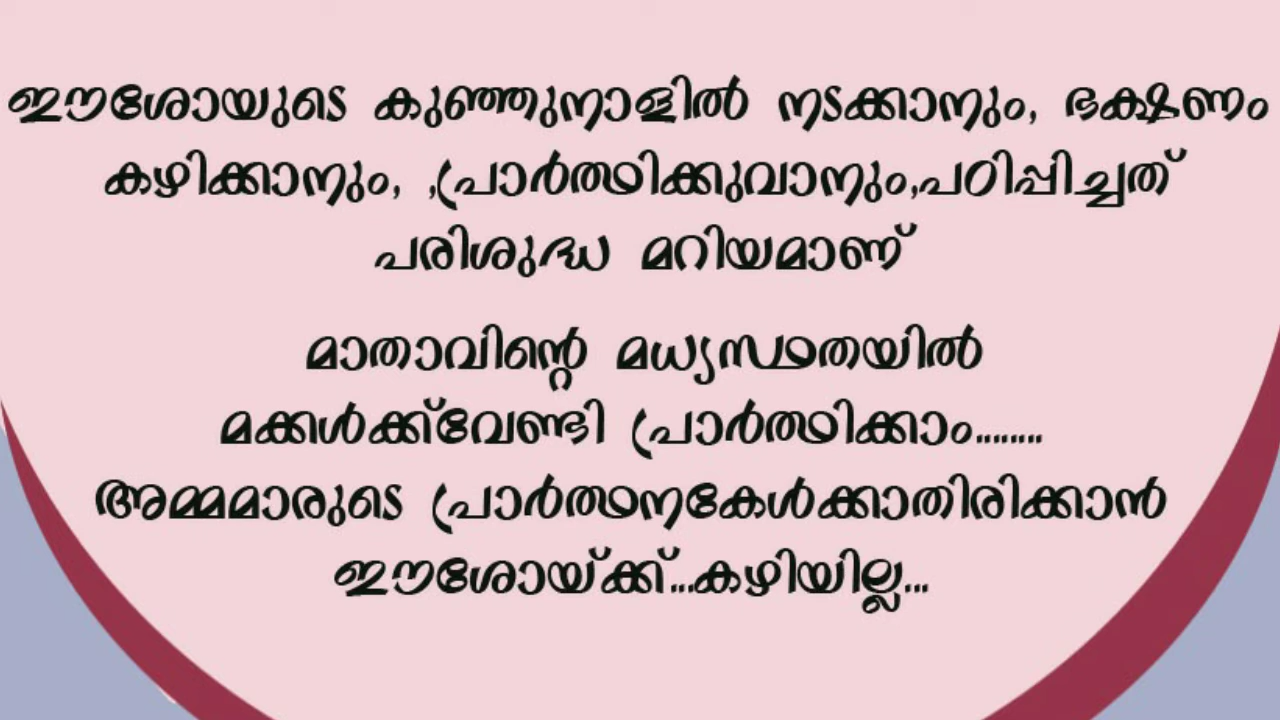 ഈശോയുടെ കുഞ്ഞുനാളിൽ നടക്കാനും, ഭക്ഷണം
കഴിക്കാനും, ,പ്രാർത്ഥിക്കുവാനും,പഠിപ്പിച്ചത്
പരിശുദ്ധ മറിയമാണ്
മാതാവിന്റെ മധ്യസ്ഥതയിൽ
മക്കൾക്ക്വേണ്ടി പ്രാർത്ഥിക്കാം........
അമ്മമാരുടെ പ്രാർത്ഥനകേൾക്കാതിരിക്കാൻ
ഈശോയ്ക്ക്...കഴിയില്ല...